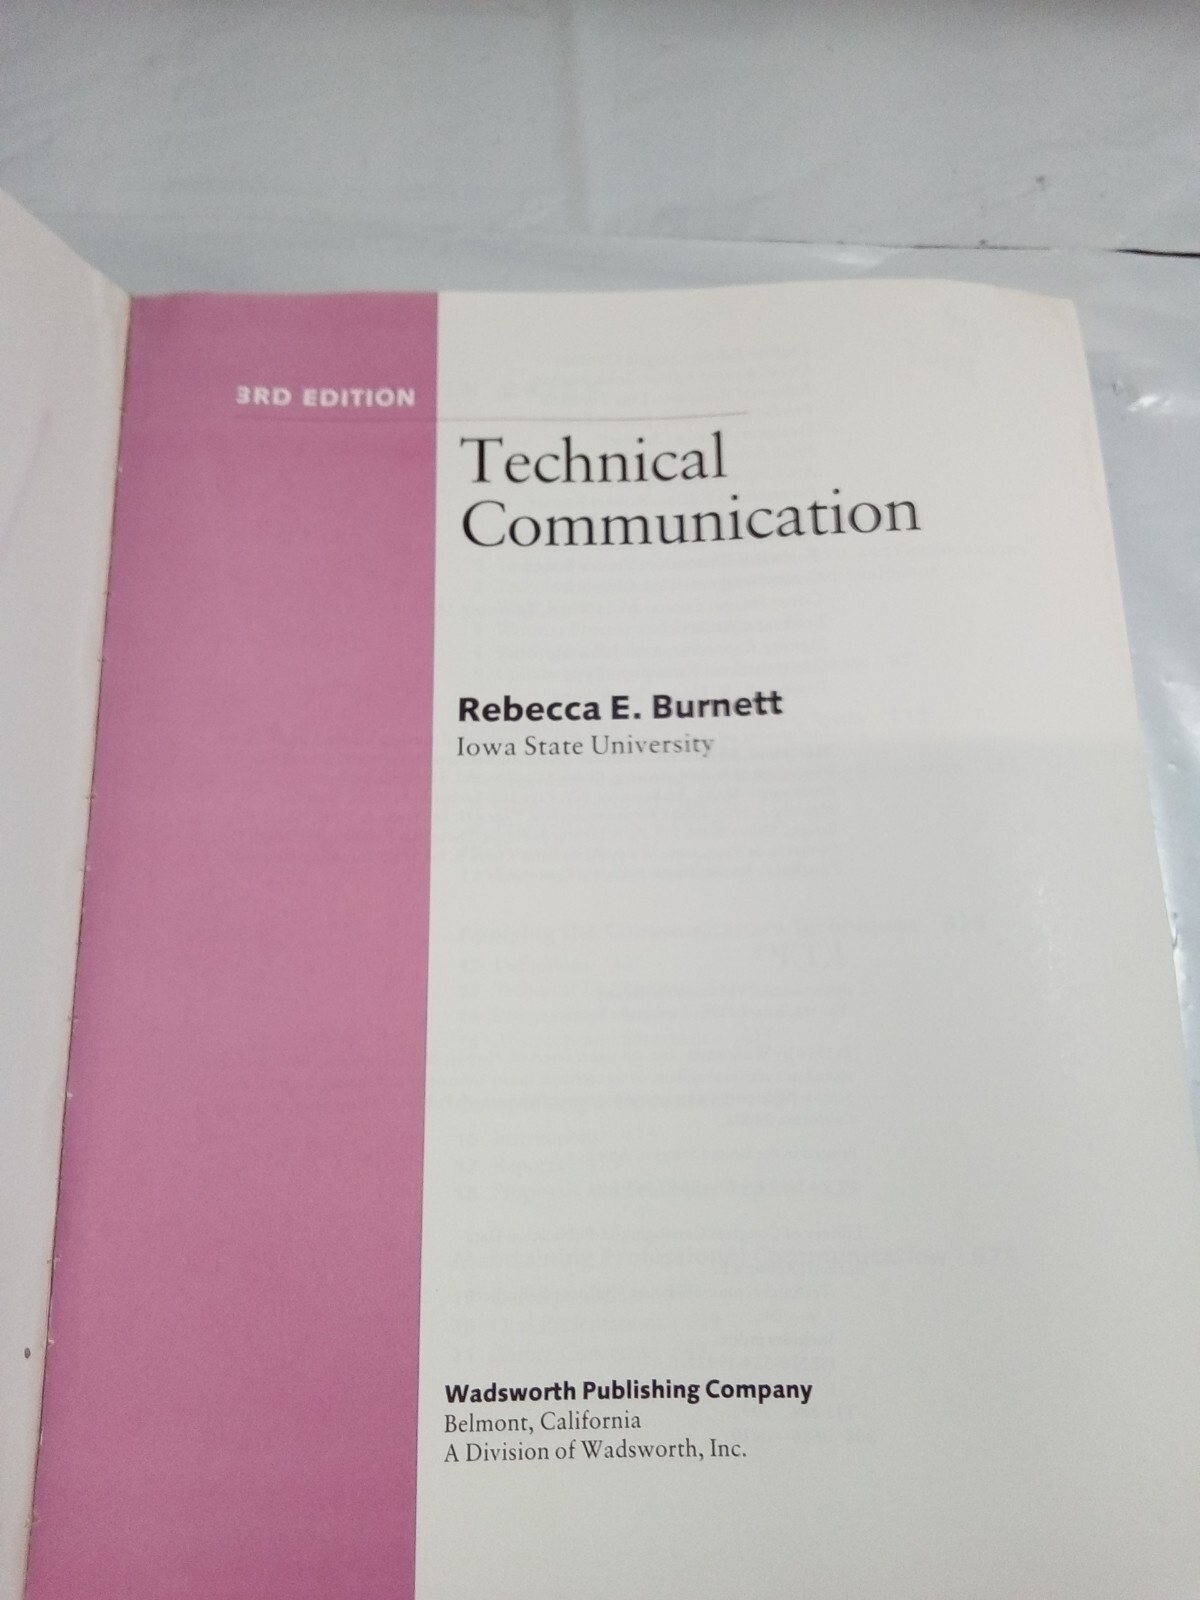 3RD EDITION
Technical
Communication
Rebecca E. Burnett
Iowa State University
Wadsworth Publishing Company
Belmont, California
A Division of Wadsworth, Inc.